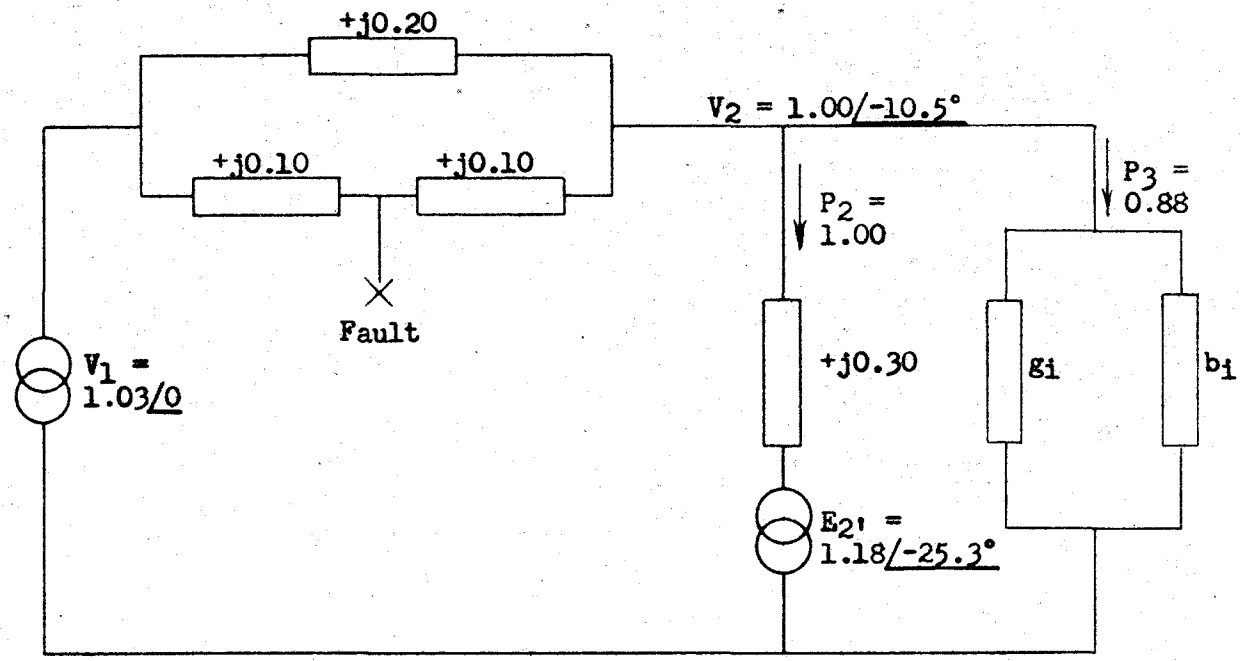 +j0.20
V2 = 1.00/-10.5°
+j0.10
+j0.10
P2 =
1.00
P3 =
0.88
Fault
V1 =
1.03/0
+j0.30
gi
bi
E2' =
1.18/-25.3°